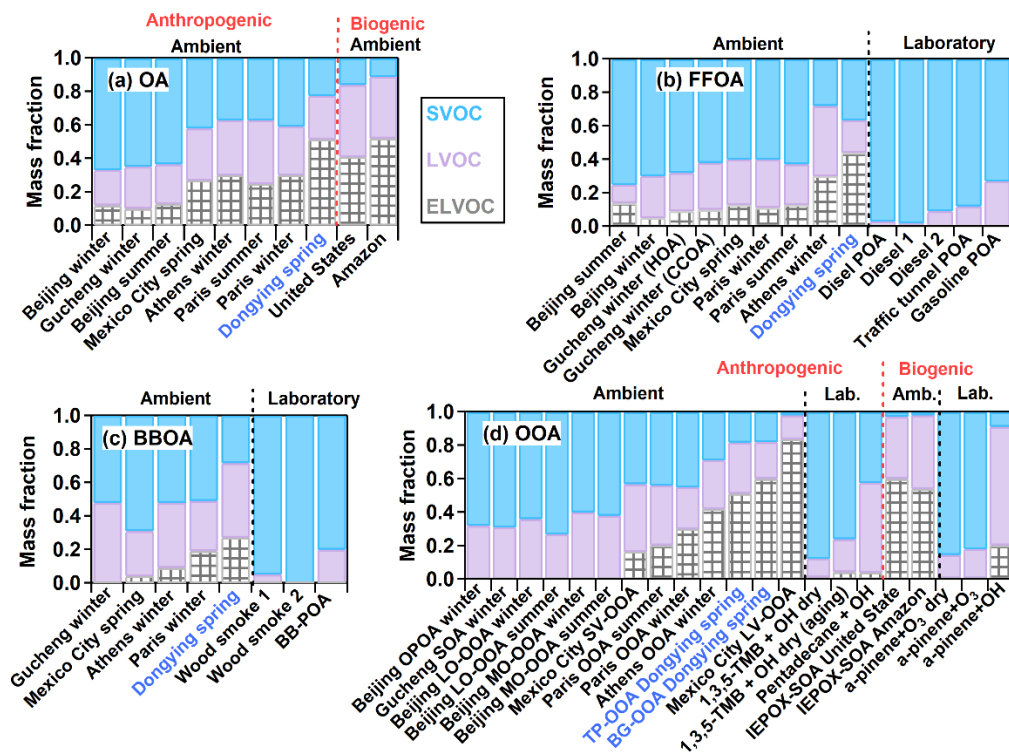 Anthropogenic
Biogenic
Ambient
Ambient
(a) OA
Mass fraction
1.0
0.8
0.6
0.4
0.2
0.0
Beijing winter
Gucheng winter
Beijing summer
Mexico City spring
Athens winter
Paris summer
Paris winter
Dongying spring
United States
Amazon
SVOC
LVOC
ELVOC
Ambient
Laboratory
(b) FFOA
Mass fraction
1.0
0.8
0.6
0.4
0.2
0.0
Beijing summer
Beijing winter
Gucheng winter (HOA)
Gucheng winter (CCOA)
Mexico City spring
Paris winter
Paris summer
Athens winter
Dongying spring
Diesel POA
Diesel 1
Diesel 2
Traffic tunnel POA
Gasoline POA
Ambient
Laboratory
(c) BBOA
Mass fraction
1.0
0.8
0.6
0.4
0.2
0.0
Gucheng winter
Mexico City spring
Athens winter
Paris winter
Dongying spring
Wood smoke 1
Wood smoke 2
BB-POA
Anthropogenic
Biogenic
Ambient
Lab.
Amb.
Lab.
(d) OOA
Mass fraction
1.0
0.8
0.6
0.4
0.2
0.0
Beijing OPOA winter
Gucheng SOA winter
Beijing LO-OOA winter
Beijing LO-OOA summer
Beijing MO-OOA winter
Beijing MO-OOA summer
Mexico City SV-OOA
Paris OOA summer
Paris OOA winter
Athens OOA winter
TP-OOA Dongying spring
BG-OOA Dongying spring
Mexico City LV-OOA
1,3,5-TMB + OH dry
1,3,5-TMB + OH dry (aging)
Pentadecane + OH
IEPOX-SOA United State
IEPOX-SOA Amazon
a-pinene+O3 dry
a-pinene+O3
a-pinene+OH